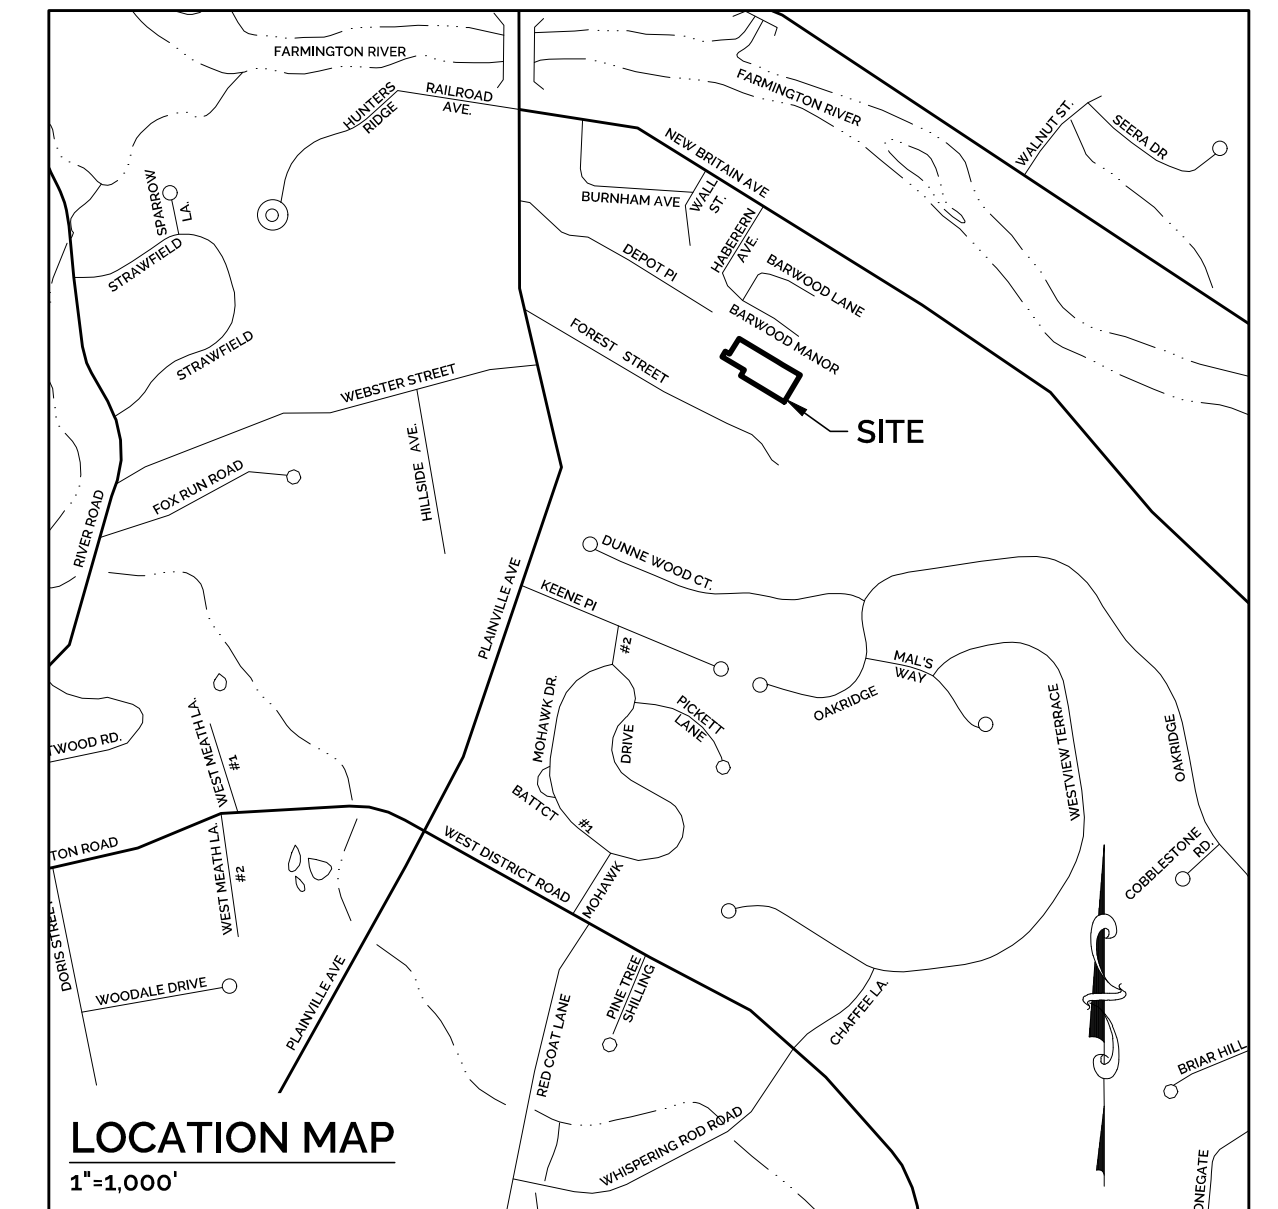 FARMINGTON RIVER
RAILROAD
AVE.
HUNTERS
RIDGE
FARMINGTON RIVER
WALNUT ST.
SEERA DR
NEW BRITAIN AVE
BURNHAM AVE
WALL
ST.
SPARROW
LA.
STRAWFIELD
HABERERN
AVE.
DEPOT Pl
BARWOOD LANE
BARWOOD MANOR
STRAWFIELD
FOREST STREET
WEBSTER STREET
SITE
HILLSIDE AVE.
FOX RUN ROAD
RIVER ROAD
DUNNE WOOD CT.
KEENE Pl
PLAINVILLE AVE
#2
MAL'S
WAY
OAKRIDGE
MOHAWK DR.
PICKETT
LANE
DRIVE
WESTVIEW TERRACE
OAKRIDGE
TWOOD RD.
WEST MEATH LA.
#1
BATTCT
#1
TON ROAD
WEST MEATH LA.
#2
WEST DISTRICT ROAD
MOHAWK
COBBLESTONE
RD.
DORIS STREET
WOODALE DRIVE
PLAINVILLE AVE
PINE TREE
SHILLING
RED COAT LANE
CHAFFEE LA.
BRIAR HILL
WHISPERING ROD ROAD
ONEGATE
LOCATION MAP
1"=1,000'